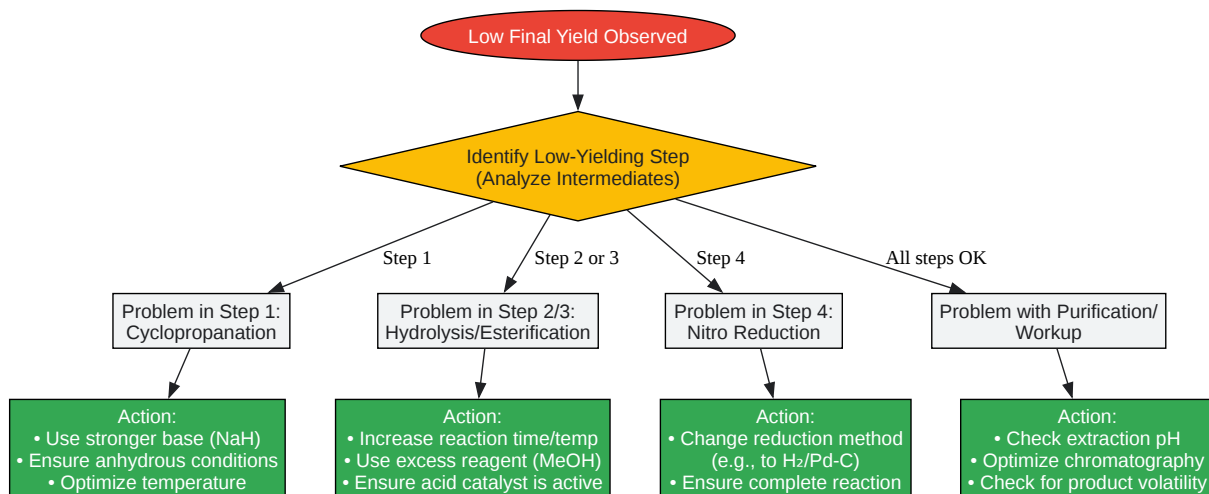 Low Final Yield Observed
Identify Low-Yielding Step
(Analyze Intermediates)
Step 1
Step 2 or 3
Step 4
All steps OK
Problem in Step 1:
Cyclopropanation
Problem in Step 2/3:
Hydrolysis/Esterification
Problem in Step 4:
Nitro Reduction
Problem with Purification/
Workup
Action:
• Use stronger base (NaH)
• Ensure anhydrous conditions
• Optimize temperature
Action:
• Increase reaction time/temp
• Use excess reagent (MeOH)
• Ensure acid catalyst is active
Action:
• Change reduction method
(e.g., to H₂/Pd-C)
• Ensure complete reaction
Action:
• Check extraction pH
• Optimize chromatography
• Check for product volatility